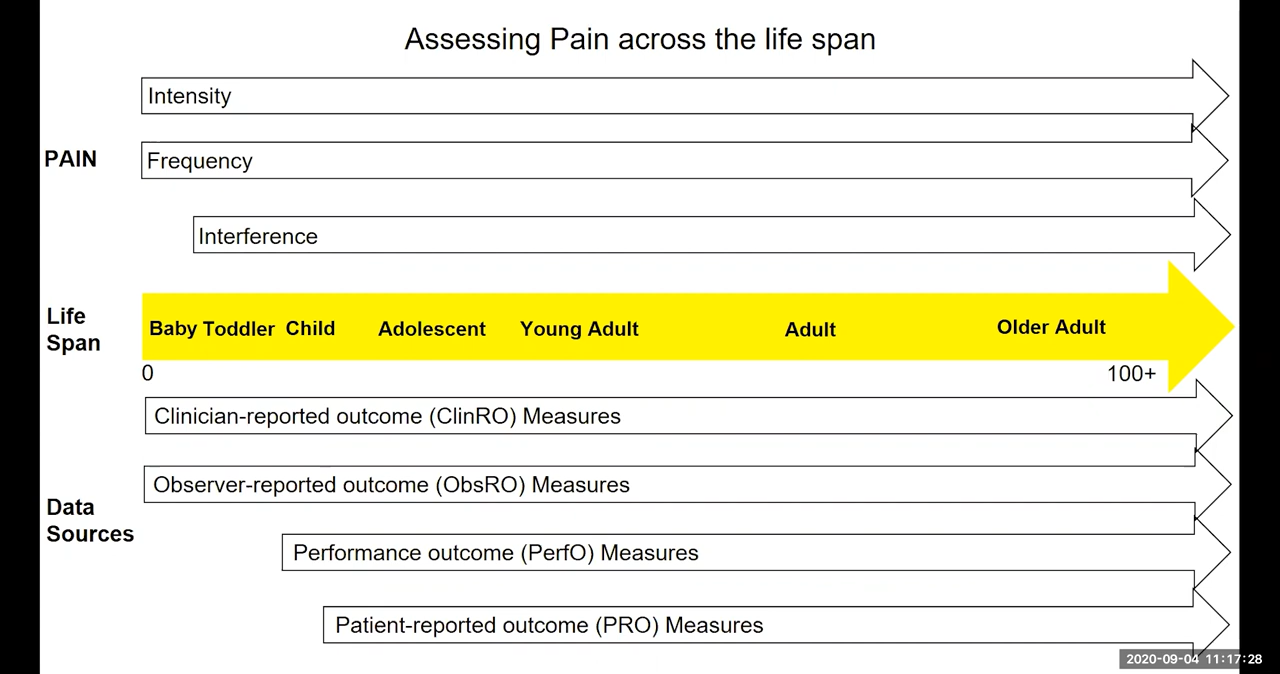 Assessing Pain across the life span
Intensity
PAIN
Frequency
Interference
Life
Span
Baby Toddler Child Adolescent Young Adult Adult Older Adult
0 100+
Clinician-reported outcome (ClinRO) Measures
Observer-reported outcome (ObsRO) Measures
Data
Sources
Performance outcome (PerfO) Measures
Patient-reported outcome (PRO) Measures
2020-09-04 11:17:28